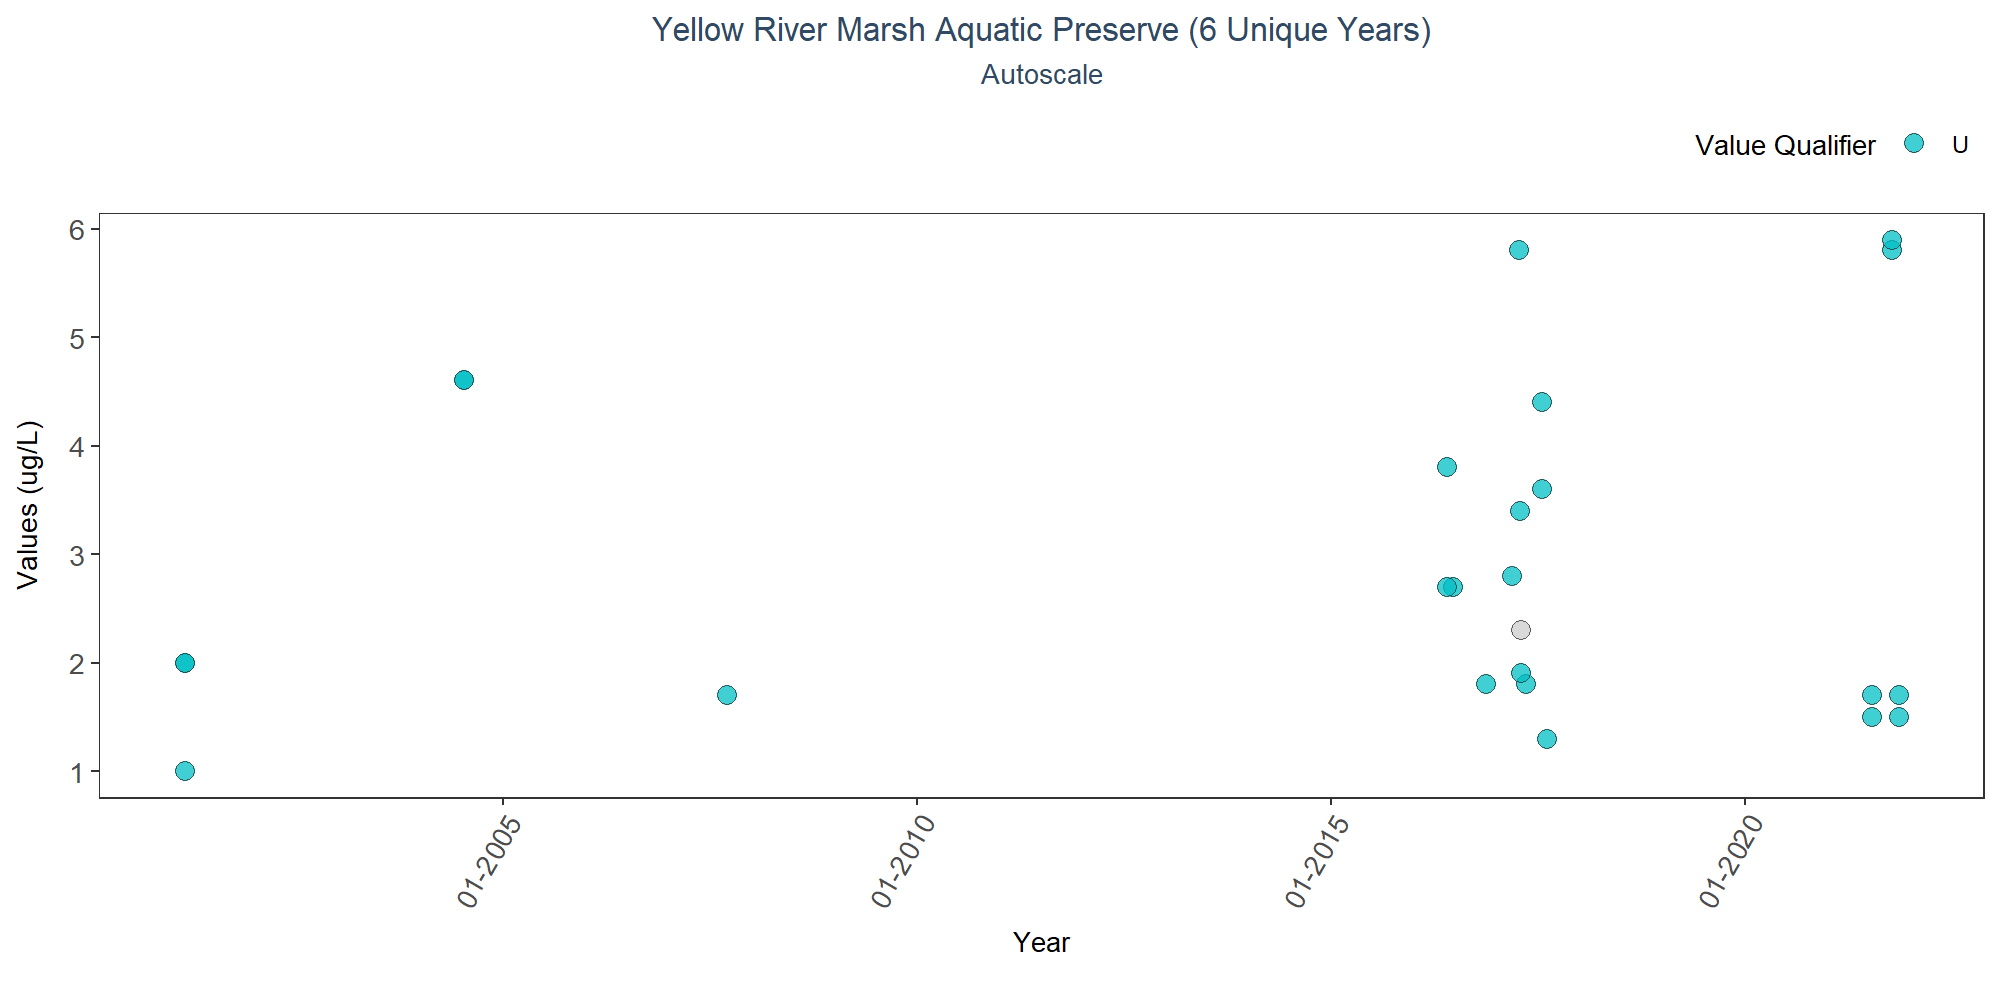 Yellow River Marsh Aquatic Preserve (6 Unique Years)
Autoscale
Value Qualifier U
6
5
4
3
2
1
Values (ug/L)
01-2005 01-2010 01-2015 01-2020
Year